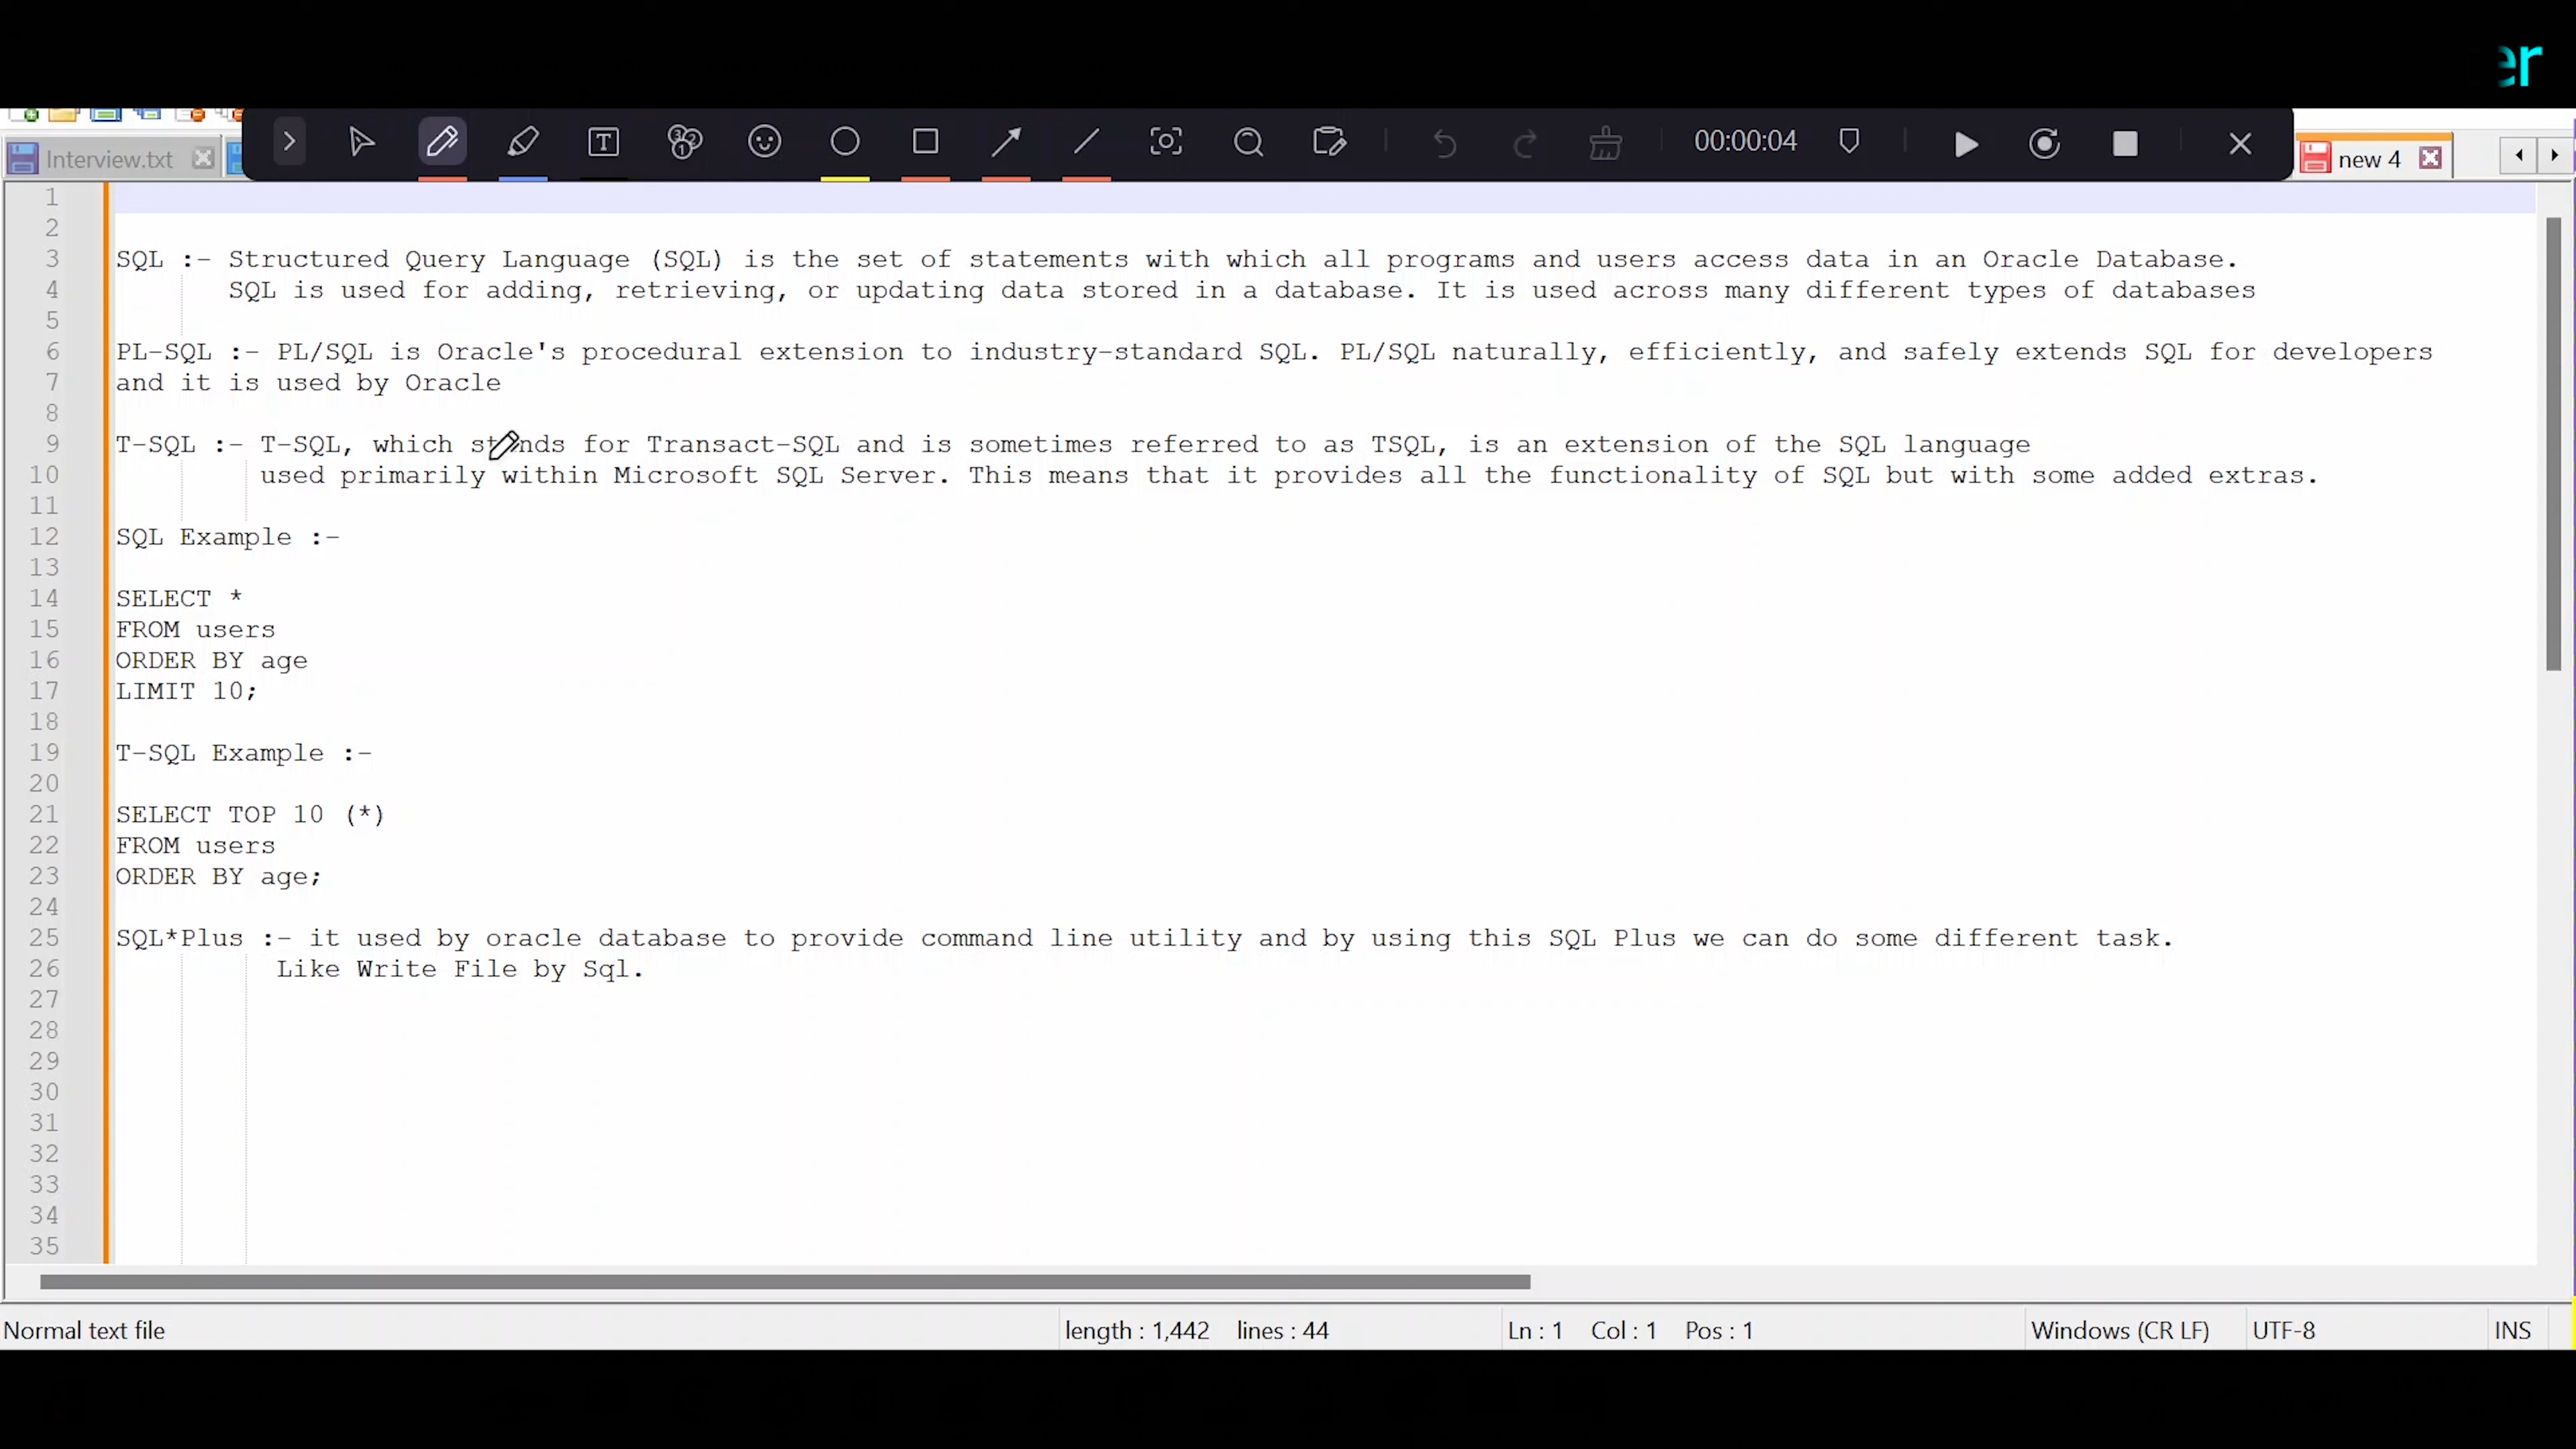 er
Interview.txt
00:00:04
new 4
1
2
3 SQL :- Structured Query Language (SQL) is the set of statements with which all programs and users access data in an Oracle Database.
4 SQL is used for adding, retrieving, or updating data stored in a database. It is used across many different types of databases
5
6 PL-SQL :- PL/SQL is Oracle's procedural extension to industry-standard SQL. PL/SQL naturally, efficiently, and safely extends SQL for developers
7 and it is used by Oracle
8
9 T-SQL :- T-SQL, which stands for Transact-SQL and is sometimes referred to as TSQL, is an extension of the SQL language
10 used primarily within Microsoft SQL Server. This means that it provides all the functionality of SQL but with some added extras.
11
12 SQL Example :-
13
14 SELECT *
15 FROM users
16 ORDER BY age
17 LIMIT 10;
18
19 T-SQL Example :-
20
21 SELECT TOP 10 (*)
22 FROM users
23 ORDER BY age;
24
25 SQL*Plus :- it used by oracle database to provide command line utility and by using this SQL Plus we can do some different task.
26 Like Write File by Sql.
27
28
29
30
31
32
33
34
35
Normal text file length : 1,442 lines : 44 Ln : 1 Col : 1 Pos : 1 Windows (CR LF) UTF-8 INS